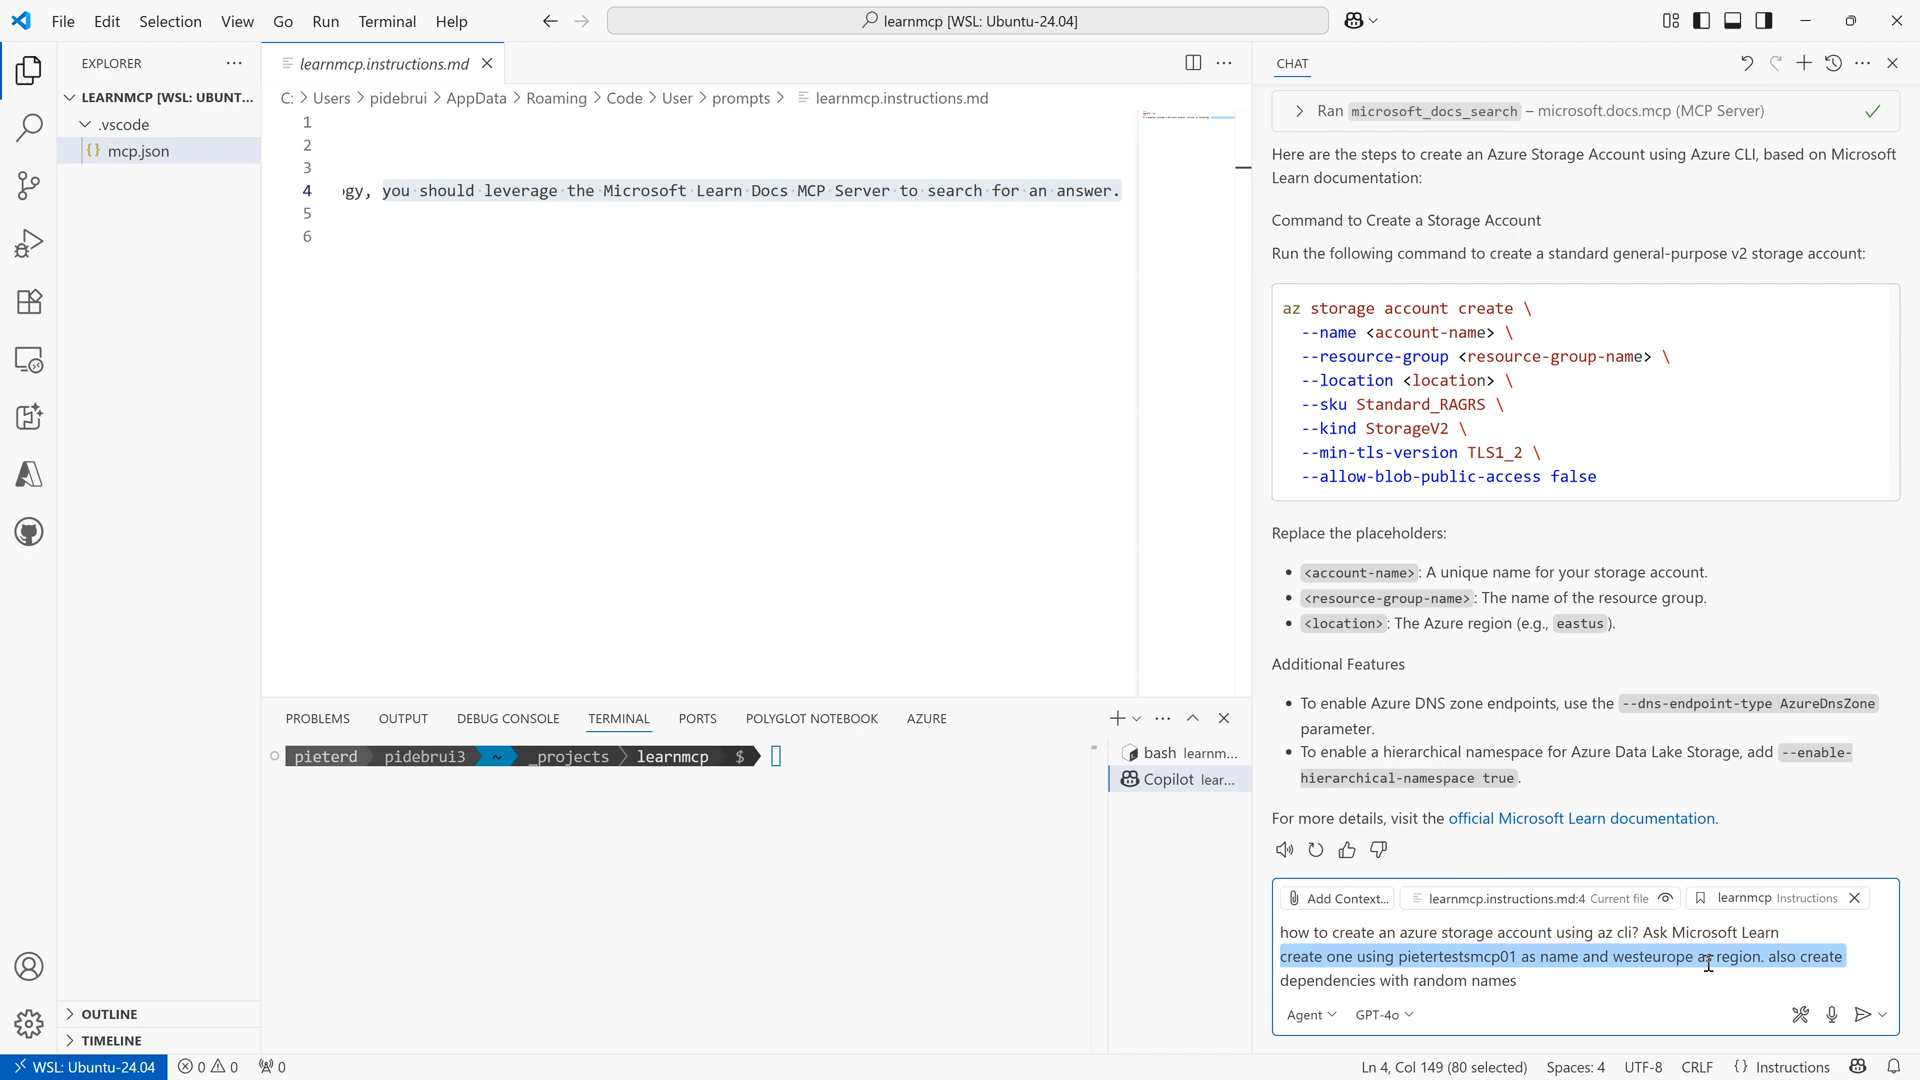 File Edit Selection View Go Run Terminal Help
learnmcp [WSL: Ubuntu-24.04]
EXPLORER
LEARNMCP [WSL: UBUNT...
.vscode
mcp.json
OUTLINE
TIMELINE
learnmcp.instructions.md
C: > Users > pidebrui > AppData > Roaming > Code > User > prompts > learnmcp.instructions.md
1
2
3
4 gy, you should leverage the Microsoft Learn Docs MCP Server to search for an answer.
5
6
PROBLEMS OUTPUT DEBUG CONSOLE TERMINAL PORTS POLYGLOT NOTEBOOK AZURE
pieterd pidebrui3 ~ _projects learnmcp $
bash learnm...
Copilot lear...
CHAT
Ran microsoft_docs_search – microsoft.docs.mcp (MCP Server)
Here are the steps to create an Azure Storage Account using Azure CLI, based on Microsoft
Learn documentation:
Command to Create a Storage Account
Run the following command to create a standard general-purpose v2 storage account:
az storage account create \
--name <account-name> \
--resource-group <resource-group-name> \
--location <location> \
--sku Standard_RAGRS \
--kind StorageV2 \
--min-tls-version TLS1_2 \
--allow-blob-public-access false
Replace the placeholders:
• <account-name>: A unique name for your storage account.
• <resource-group-name>: The name of the resource group.
• <location>: The Azure region (e.g., eastus).
Additional Features
• To enable Azure DNS zone endpoints, use the --dns-endpoint-type AzureDnsZone
parameter.
• To enable a hierarchical namespace for Azure Data Lake Storage, add --enable-
hierarchical-namespace true.
For more details, visit the official Microsoft Learn documentation.
Add Context... learnmcp.instructions.md:4 Current file learnmcp Instructions
how to create an azure storage account using az cli? Ask Microsoft Learn
create one using pietertestsmcp01 as name and westeurope as region. also create
dependencies with random names
Agent GPT-4o
WSL: Ubuntu-24.04 0 0 0 Ln 4, Col 149 (80 selected) Spaces: 4 UTF-8 CRLF {} Instructions